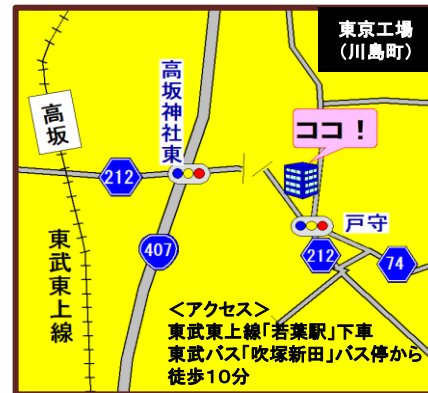 東京工場
（川島町）
高坂神社東
ココ！
高坂
212
戸守
407
212
74
東武東上線
＜アクセス＞
東武東上線「若葉駅」下車
東武バス「吹塚新田」バス停から
徒歩１０分